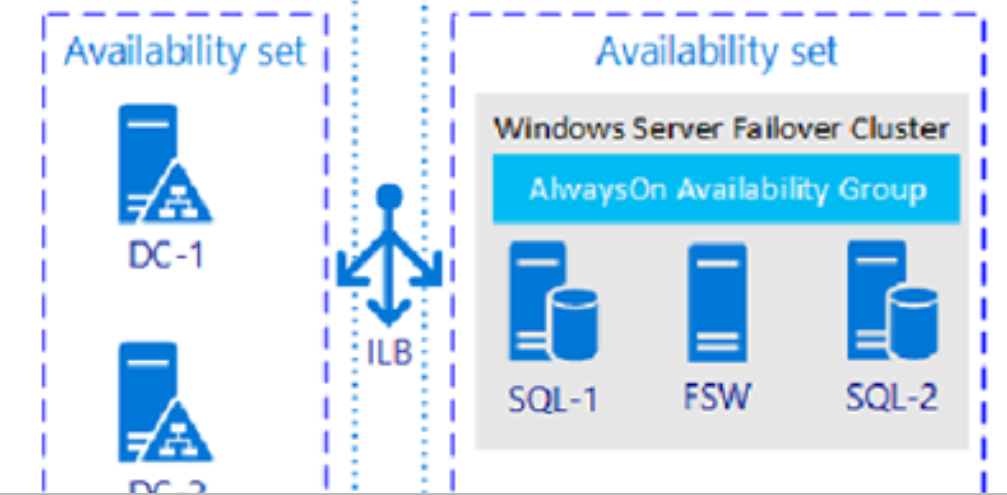 Availability set
DC-1
ILB
Availability set
Windows Server Failover Cluster
AlwaysOn Availability Group
SQL-1
FSW
SQL-2